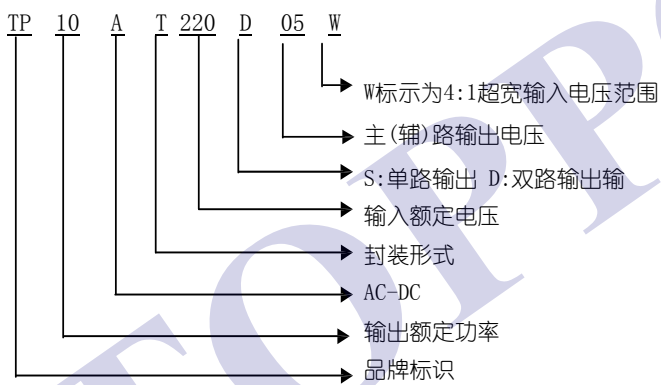 TP 10 A T 220 D 05 W
W标示为4:1超宽输入电压范围
主(辅)路输出电压
S:单路输出 D:双路输出输
输入额定电压
封装形式
AC-DC
输出额定功率
品牌标识
TOPPO